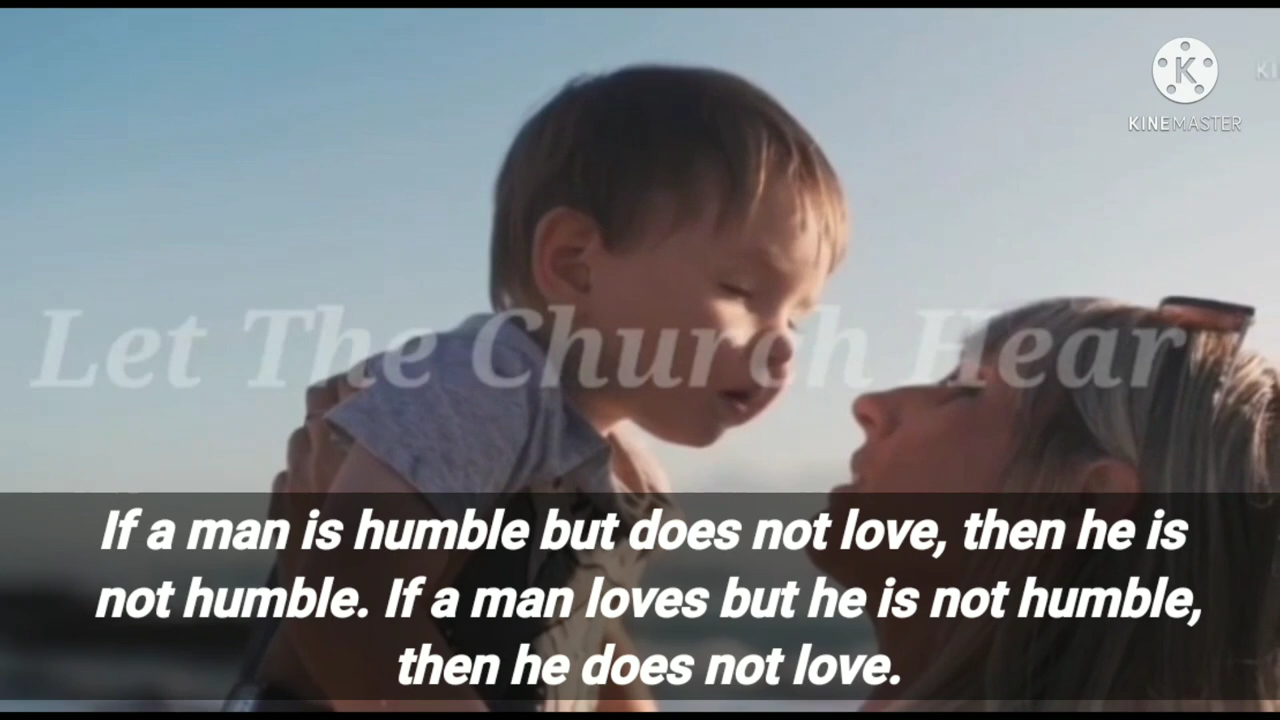 KINEMASTER
KI
Let The Church Hear
If a man is humble but does not love, then he is
not humble. If a man loves but he is not humble,
then he does not love.